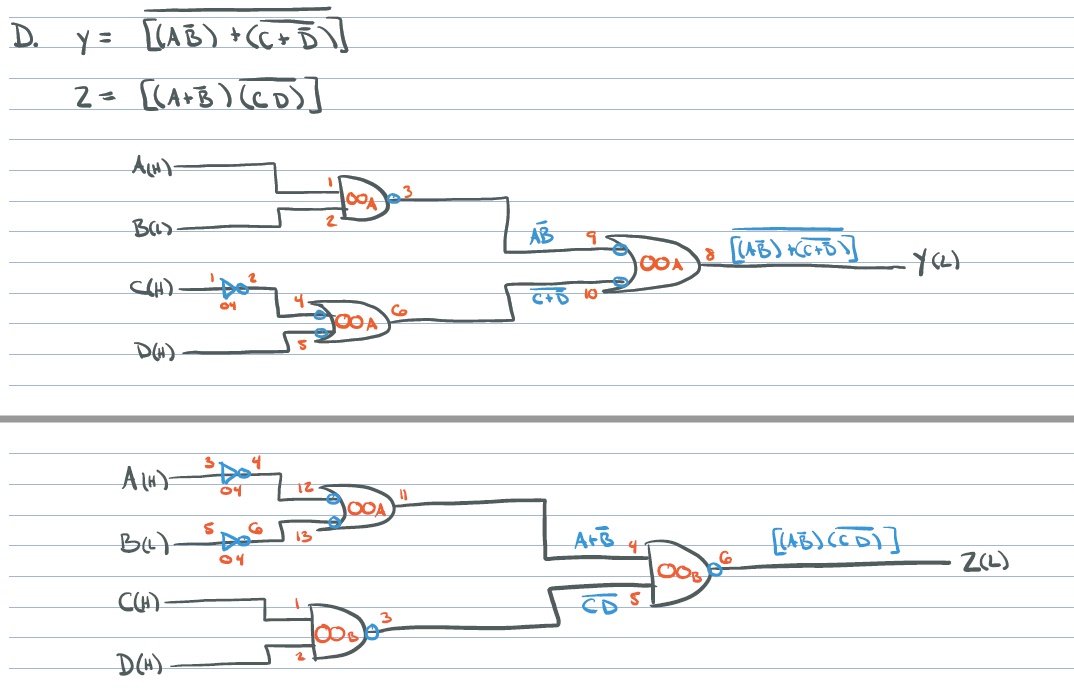 D. y = \overline{[(A\bar{B}) + (\overline{C + \bar{D}})]}
Z = [(A+\bar{B})(\overline{CD})]
A(H)
1
00A
3
B(L)
2
A\bar{B}
9
00A
8
\overline{[(A\bar{B}) + (\overline{C+\bar{D}})]}
Y(L)
C(H)
1
2
04
4
00A
6
\overline{C+\bar{D}}
10
D(H)
5
A(H)
3
4
04
12
00A
11
B(L)
5
6
04
13
A+\bar{B}
4
00B
6
[(A\bar{B})(\overline{CD})]
Z(L)
C(H)
1
00B
3
\overline{CD}
5
D(H)
2